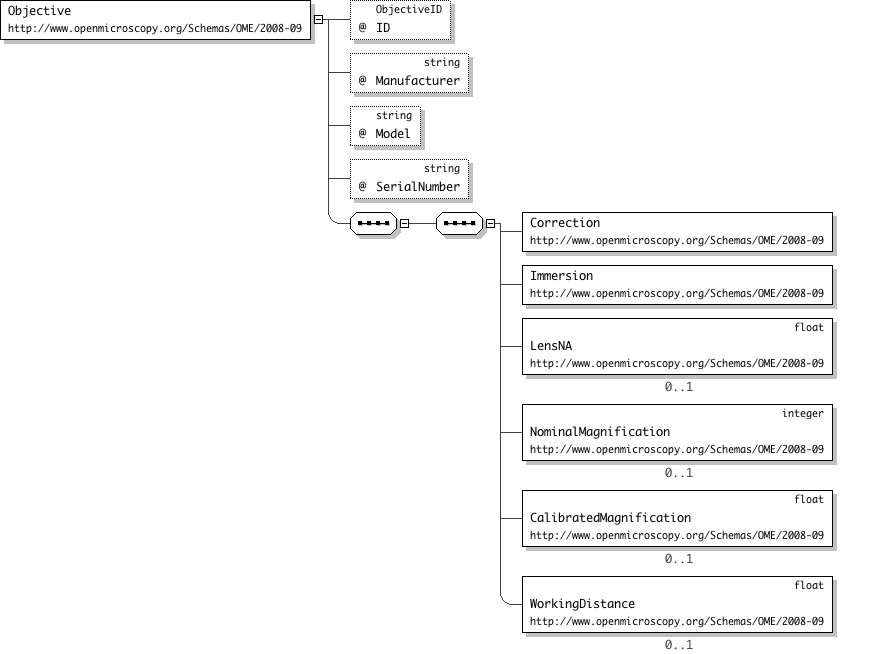 Objective
http://www.openmicroscopy.org/Schemas/OME/2008-09
ObjectiveID
@ ID
string
@ Manufacturer
string
@ Model
string
@ SerialNumber
Correction
http://www.openmicroscopy.org/Schemas/OME/2008-09
Immersion
http://www.openmicroscopy.org/Schemas/OME/2008-09
float
LensNA
http://www.openmicroscopy.org/Schemas/OME/2008-09
0..1
integer
NominalMagnification
http://www.openmicroscopy.org/Schemas/OME/2008-09
0..1
float
CalibratedMagnification
http://www.openmicroscopy.org/Schemas/OME/2008-09
0..1
float
WorkingDistance
http://www.openmicroscopy.org/Schemas/OME/2008-09
0..1